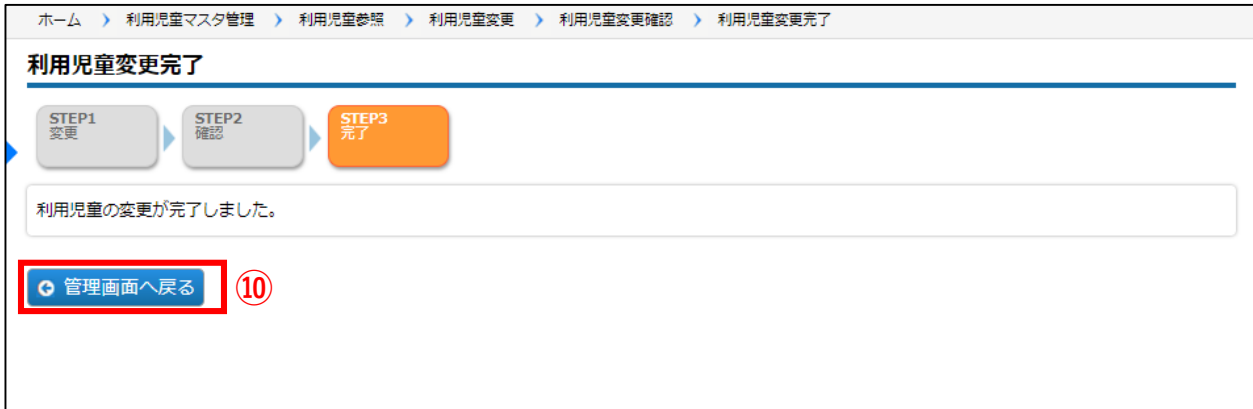 ホーム 》 利用児童マスタ管理 》 利用児童参照 》 利用児童変更 》 利用児童変更確認 》 利用児童変更完了
利用児童変更完了
STEP1
変更
STEP2
確認
STEP3
完了
利用児童の変更が完了しました。
管理画面へ戻る ⑩